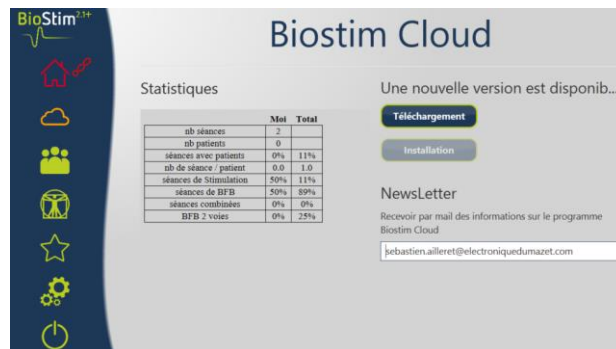 BioStim 2.1+
Biostim Cloud
Statistiques
Moi Total
nb séances 2
nb patients 0
séances avec patients 0% 11%
nb de séance / patient 0.0 1.0
séances de Stimulation 50% 11%
séances de BFB 50% 89%
séances combinées 0% 0%
BFB 2 voies 0% 25%
Une nouvelle version est disponib...
Téléchargement
Installation
NewsLetter
Recevoir par mail des informations sur le programme
Biostim Cloud
sebastien.ailleret@electroniquedumazet.com